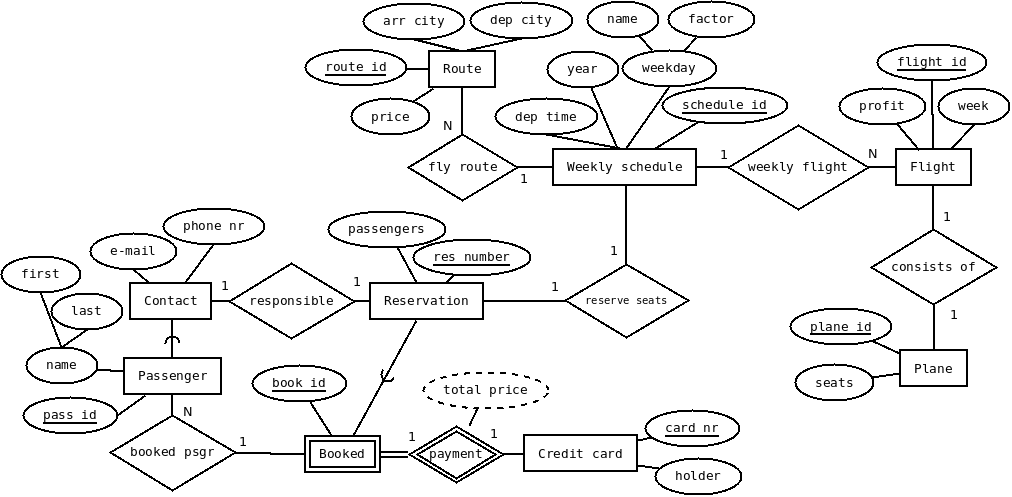 arr city dep city name factor
route id Route year weekday flight id
price dep time schedule id profit week
N
fly route 1 Weekly schedule 1 weekly flight N Flight
phone nr passengers 1
e-mail res number 1 consists of
first Contact 1 responsible 1 Reservation 1 reserve seats
last 1
plane id
name Passenger Plane
book id total price seats
pass id N
booked psgr 1 Booked 1 payment 1 Credit card card nr
holder